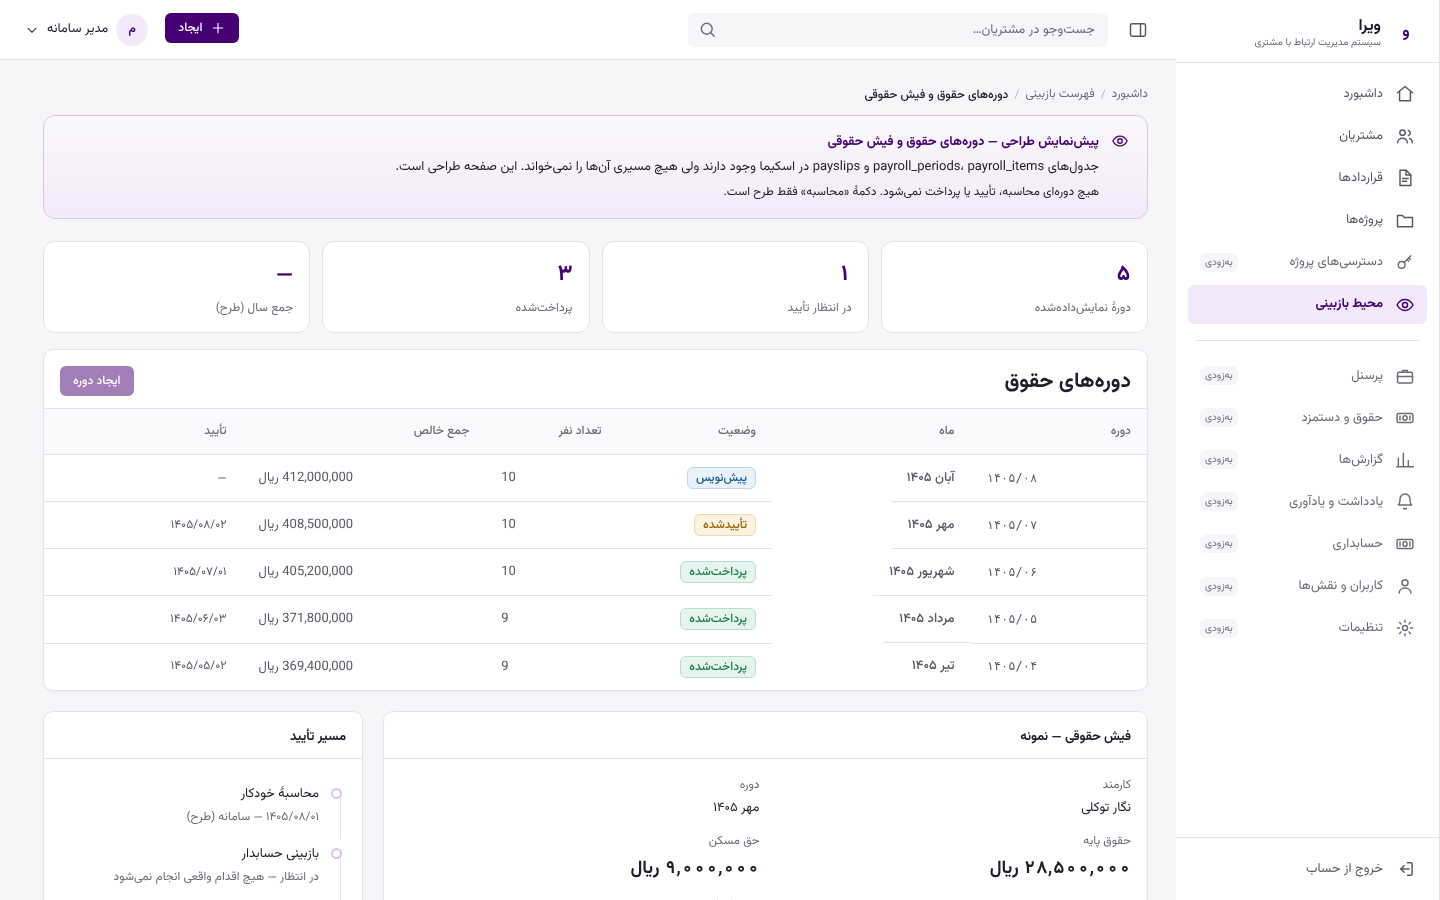 و
ویرا
سیستم مدیریت ارتباط با مشتری
جست‌وجو در مشتریان...
ایجاد
م
مدیر سامانه
داشبورد
مشتریان
قراردادها
پروژه‌ها
دسترسی‌های پروژه
به‌زودی
محیط بازبینی
پرسنل
به‌زودی
حقوق و دستمزد
به‌زودی
گزارش‌ها
به‌زودی
یادداشت و یادآوری
به‌زودی
حسابداری
به‌زودی
کاربران و نقش‌ها
به‌زودی
تنظیمات
به‌زودی
خروج از حساب
داشبورد / فهرست بازبینی / دوره‌های حقوق و فیش حقوقی
پیش‌نمایش طراحی — دوره‌های حقوق و فیش حقوقی
جدول‌های payroll_periods، payroll_items و payslips در اسکیما وجود دارند ولی هیچ مسیری آن‌ها را نمی‌خواند. این صفحه طراحی است.
هیچ دوره‌ای محاسبه، تأیید یا پرداخت نمی‌شود. دکمهٔ «محاسبه» فقط طرح است.
۵
دورهٔ نمایش‌داده‌شده
۱
در انتظار تأیید
۳
پرداخت‌شده
—
جمع سال (طرح)
دوره‌های حقوق
ایجاد دوره
دوره ماه وضعیت تعداد نفر جمع خالص تأیید
۱۴۰۵/۰۸ آبان ۱۴۰۵ پیش‌نویس 10 412,000,000 ریال —
۱۴۰۵/۰۷ مهر ۱۴۰۵ تأییدشده 10 408,500,000 ریال ۱۴۰۵/۰۸/۰۲
۱۴۰۵/۰۶ شهریور ۱۴۰۵ پرداخت‌شده 10 405,200,000 ریال ۱۴۰۵/۰۷/۰۱
۱۴۰۵/۰۵ مرداد ۱۴۰۵ پرداخت‌شده 9 371,800,000 ریال ۱۴۰۵/۰۶/۰۳
۱۴۰۵/۰۴ تیر ۱۴۰۵ پرداخت‌شده 9 369,400,000 ریال ۱۴۰۵/۰۵/۰۲
فیش حقوقی — نمونه
کارمند
نگار توکلی
دوره
مهر ۱۴۰۵
حقوق پایه
۲۸,۵۰۰,۰۰۰ ریال
حق مسکن
۹,۰۰۰,۰۰۰ ریال
مسیر تأیید
محاسبهٔ خودکار
۱۴۰۵/۰۸/۰۱ — سامانه (طرح)
بازبینی حسابدار
در انتظار — هیچ اقدام واقعی انجام نمی‌شود